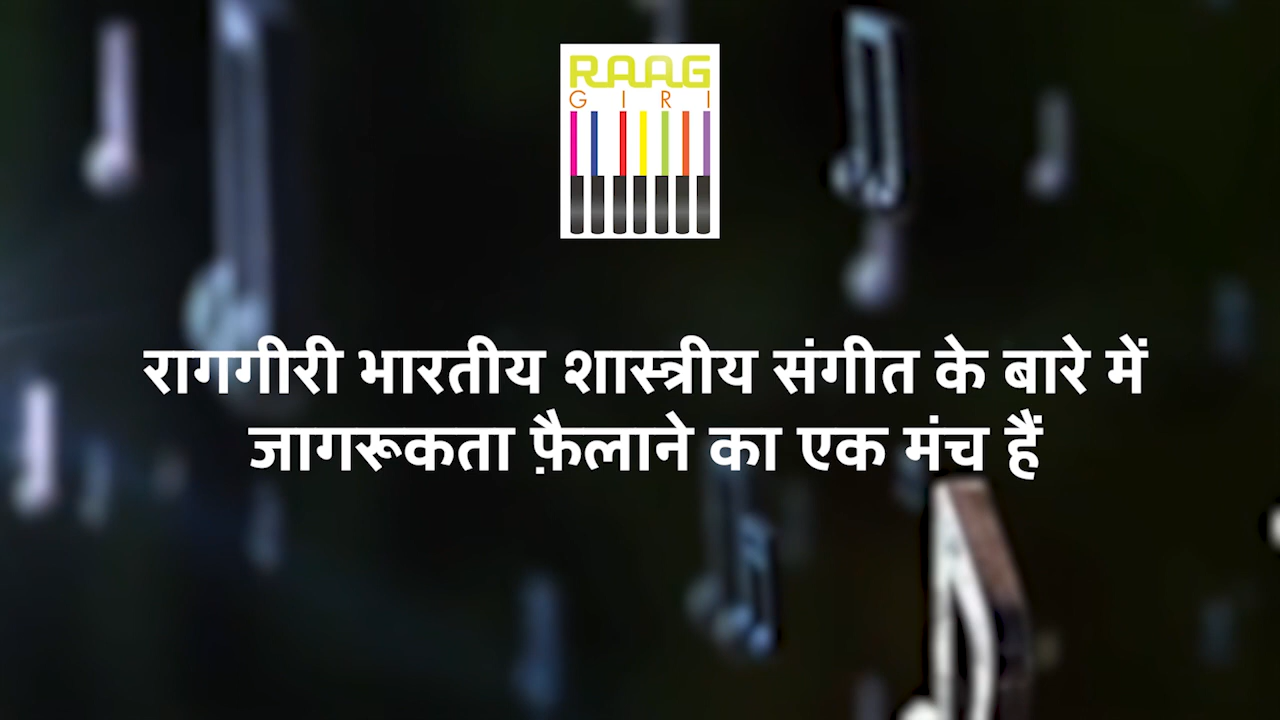 RAAG
GIRI
रागगीरी भारतीय शास्त्रीय संगीत के बारे में
जागरूकता फ़ैलाने का एक मंच हैं